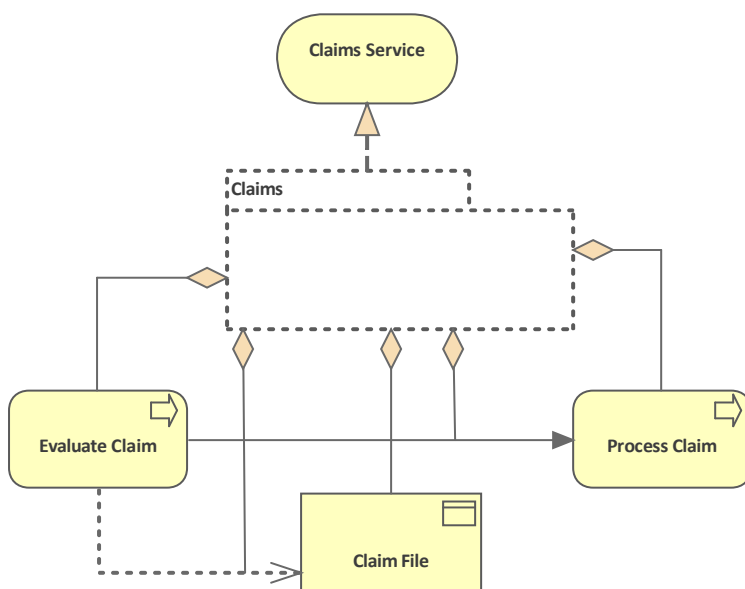 Claims Service
Claims
Evaluate Claim
Process Claim
Claim File